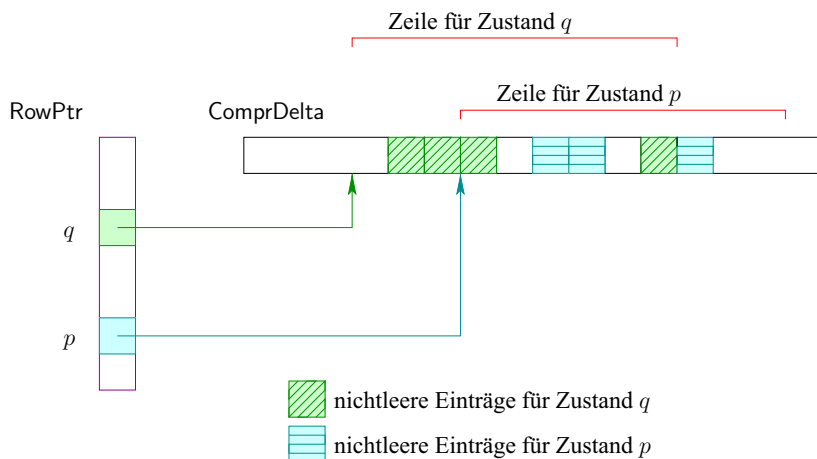 Zeile für Zustand q
Zeile für Zustand p
RowPtr
ComprDelta
q
p
nichtleere Einträge für Zustand q
nichtleere Einträge für Zustand p